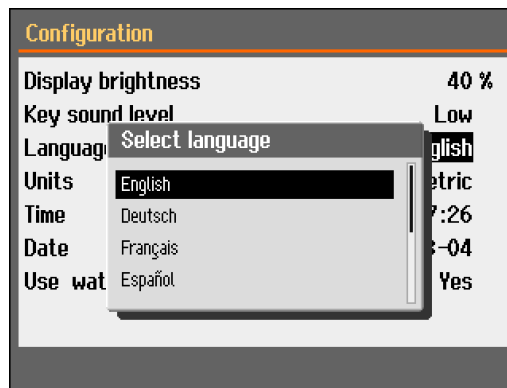 Configuration
Display brightness 40 %
Key sound level Low
Select language
English
Units
Deutsch
Time
Français
Date
Español
Yes